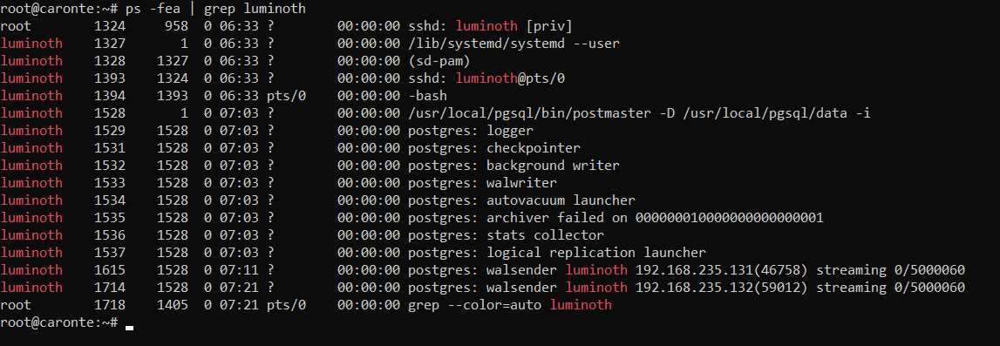 root@caronte:~# ps -fea | grep luminoth
root 1324 958 0 06:33 ? 00:00:00 sshd: luminoth [priv]
luminoth 1327 1 0 06:33 ? 00:00:00 /lib/systemd/systemd --user
luminoth 1328 1327 0 06:33 ? 00:00:00 (sd-pam)
luminoth 1393 1324 0 06:33 ? 00:00:00 sshd: luminoth@pts/0
luminoth 1394 1393 0 06:33 pts/0 00:00:00 -bash
luminoth 1528 1 0 07:03 ? 00:00:00 /usr/local/pgsql/bin/postmaster -D /usr/local/pgsql/data -i
luminoth 1529 1528 0 07:03 ? 00:00:00 postgres: logger
luminoth 1531 1528 0 07:03 ? 00:00:00 postgres: checkpointer
luminoth 1532 1528 0 07:03 ? 00:00:00 postgres: background writer
luminoth 1533 1528 0 07:03 ? 00:00:00 postgres: walwriter
luminoth 1534 1528 0 07:03 ? 00:00:00 postgres: autovacuum launcher
luminoth 1535 1528 0 07:03 ? 00:00:00 postgres: archiver failed on 000000010000000000000001
luminoth 1536 1528 0 07:03 ? 00:00:00 postgres: stats collector
luminoth 1537 1528 0 07:03 ? 00:00:00 postgres: logical replication launcher
luminoth 1615 1528 0 07:11 ? 00:00:00 postgres: walsender luminoth 192.168.235.131(46758) streaming 0/5000060
luminoth 1714 1528 0 07:21 ? 00:00:00 postgres: walsender luminoth 192.168.235.132(59012) streaming 0/5000060
root 1718 1405 0 07:21 pts/0 00:00:00 grep --color=auto luminoth
root@caronte:~#